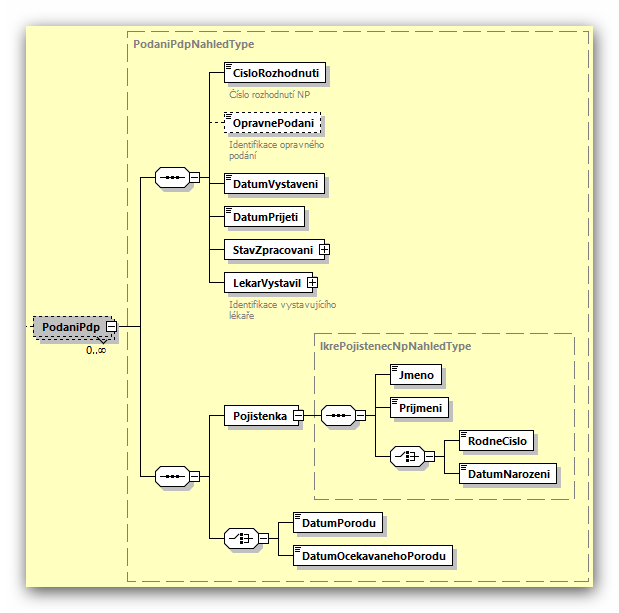 PodaniPdpNahledType
CisloRozhodnuti
Číslo rozhodnutí NP
OpravnePodani
Identifikace opravného
podání
DatumVystaveni
DatumPrijeti
StavZpracovani
LekarVystavil
Identifikace vystavujícího
lékaře
PodaniPdp
0..∞
IkrePojistenecNpNahledType
Jmeno
Pojistenka
Prijmeni
RodneCislo
DatumNarozeni
DatumPorodu
DatumOcekavanehoPorodu